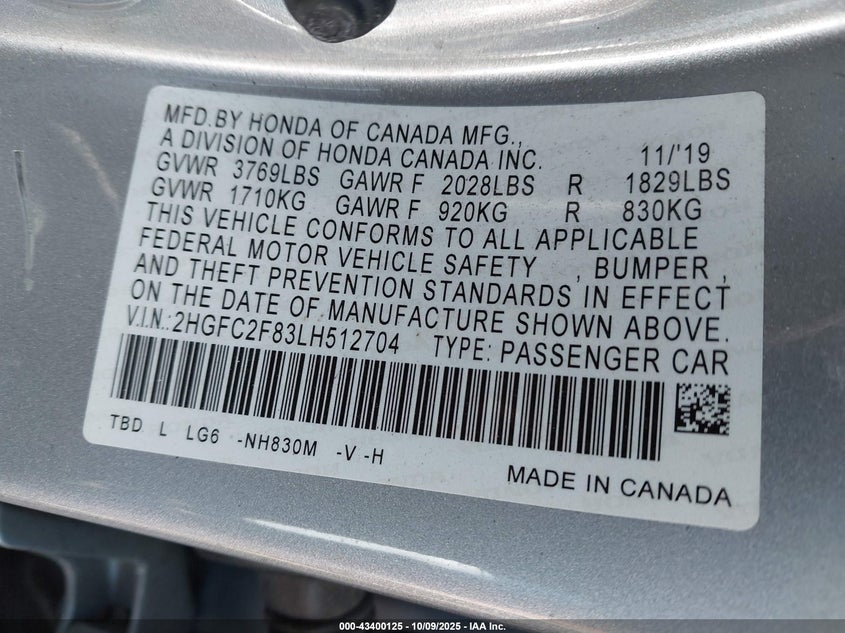 MFD.BY HONDA OF CANADA MFG.,
A DIVISION OF HONDA CANADA INC. 11/'19
GVWR 3769LBS GAWR F 2028LBS R 1829LBS
GVWR 1710KG GAWR F 920KG R 830KG
THIS VEHICLE CONFORMS TO ALL APPLICABLE
FEDERAL MOTOR VEHICLE SAFETY , BUMPER ,
AND THEFT PREVENTION STANDARDS IN EFFECT
ON THE DATE OF MANUFACTURE SHOWN ABOVE.
V.I.N.:2HGFC2F83LH512704 TYPE: PASSENGER CAR
TBD L LG6 -NH830M -V -H
MADE IN CANADA
000-43400125 - 10/09/2025 - IAA Inc.